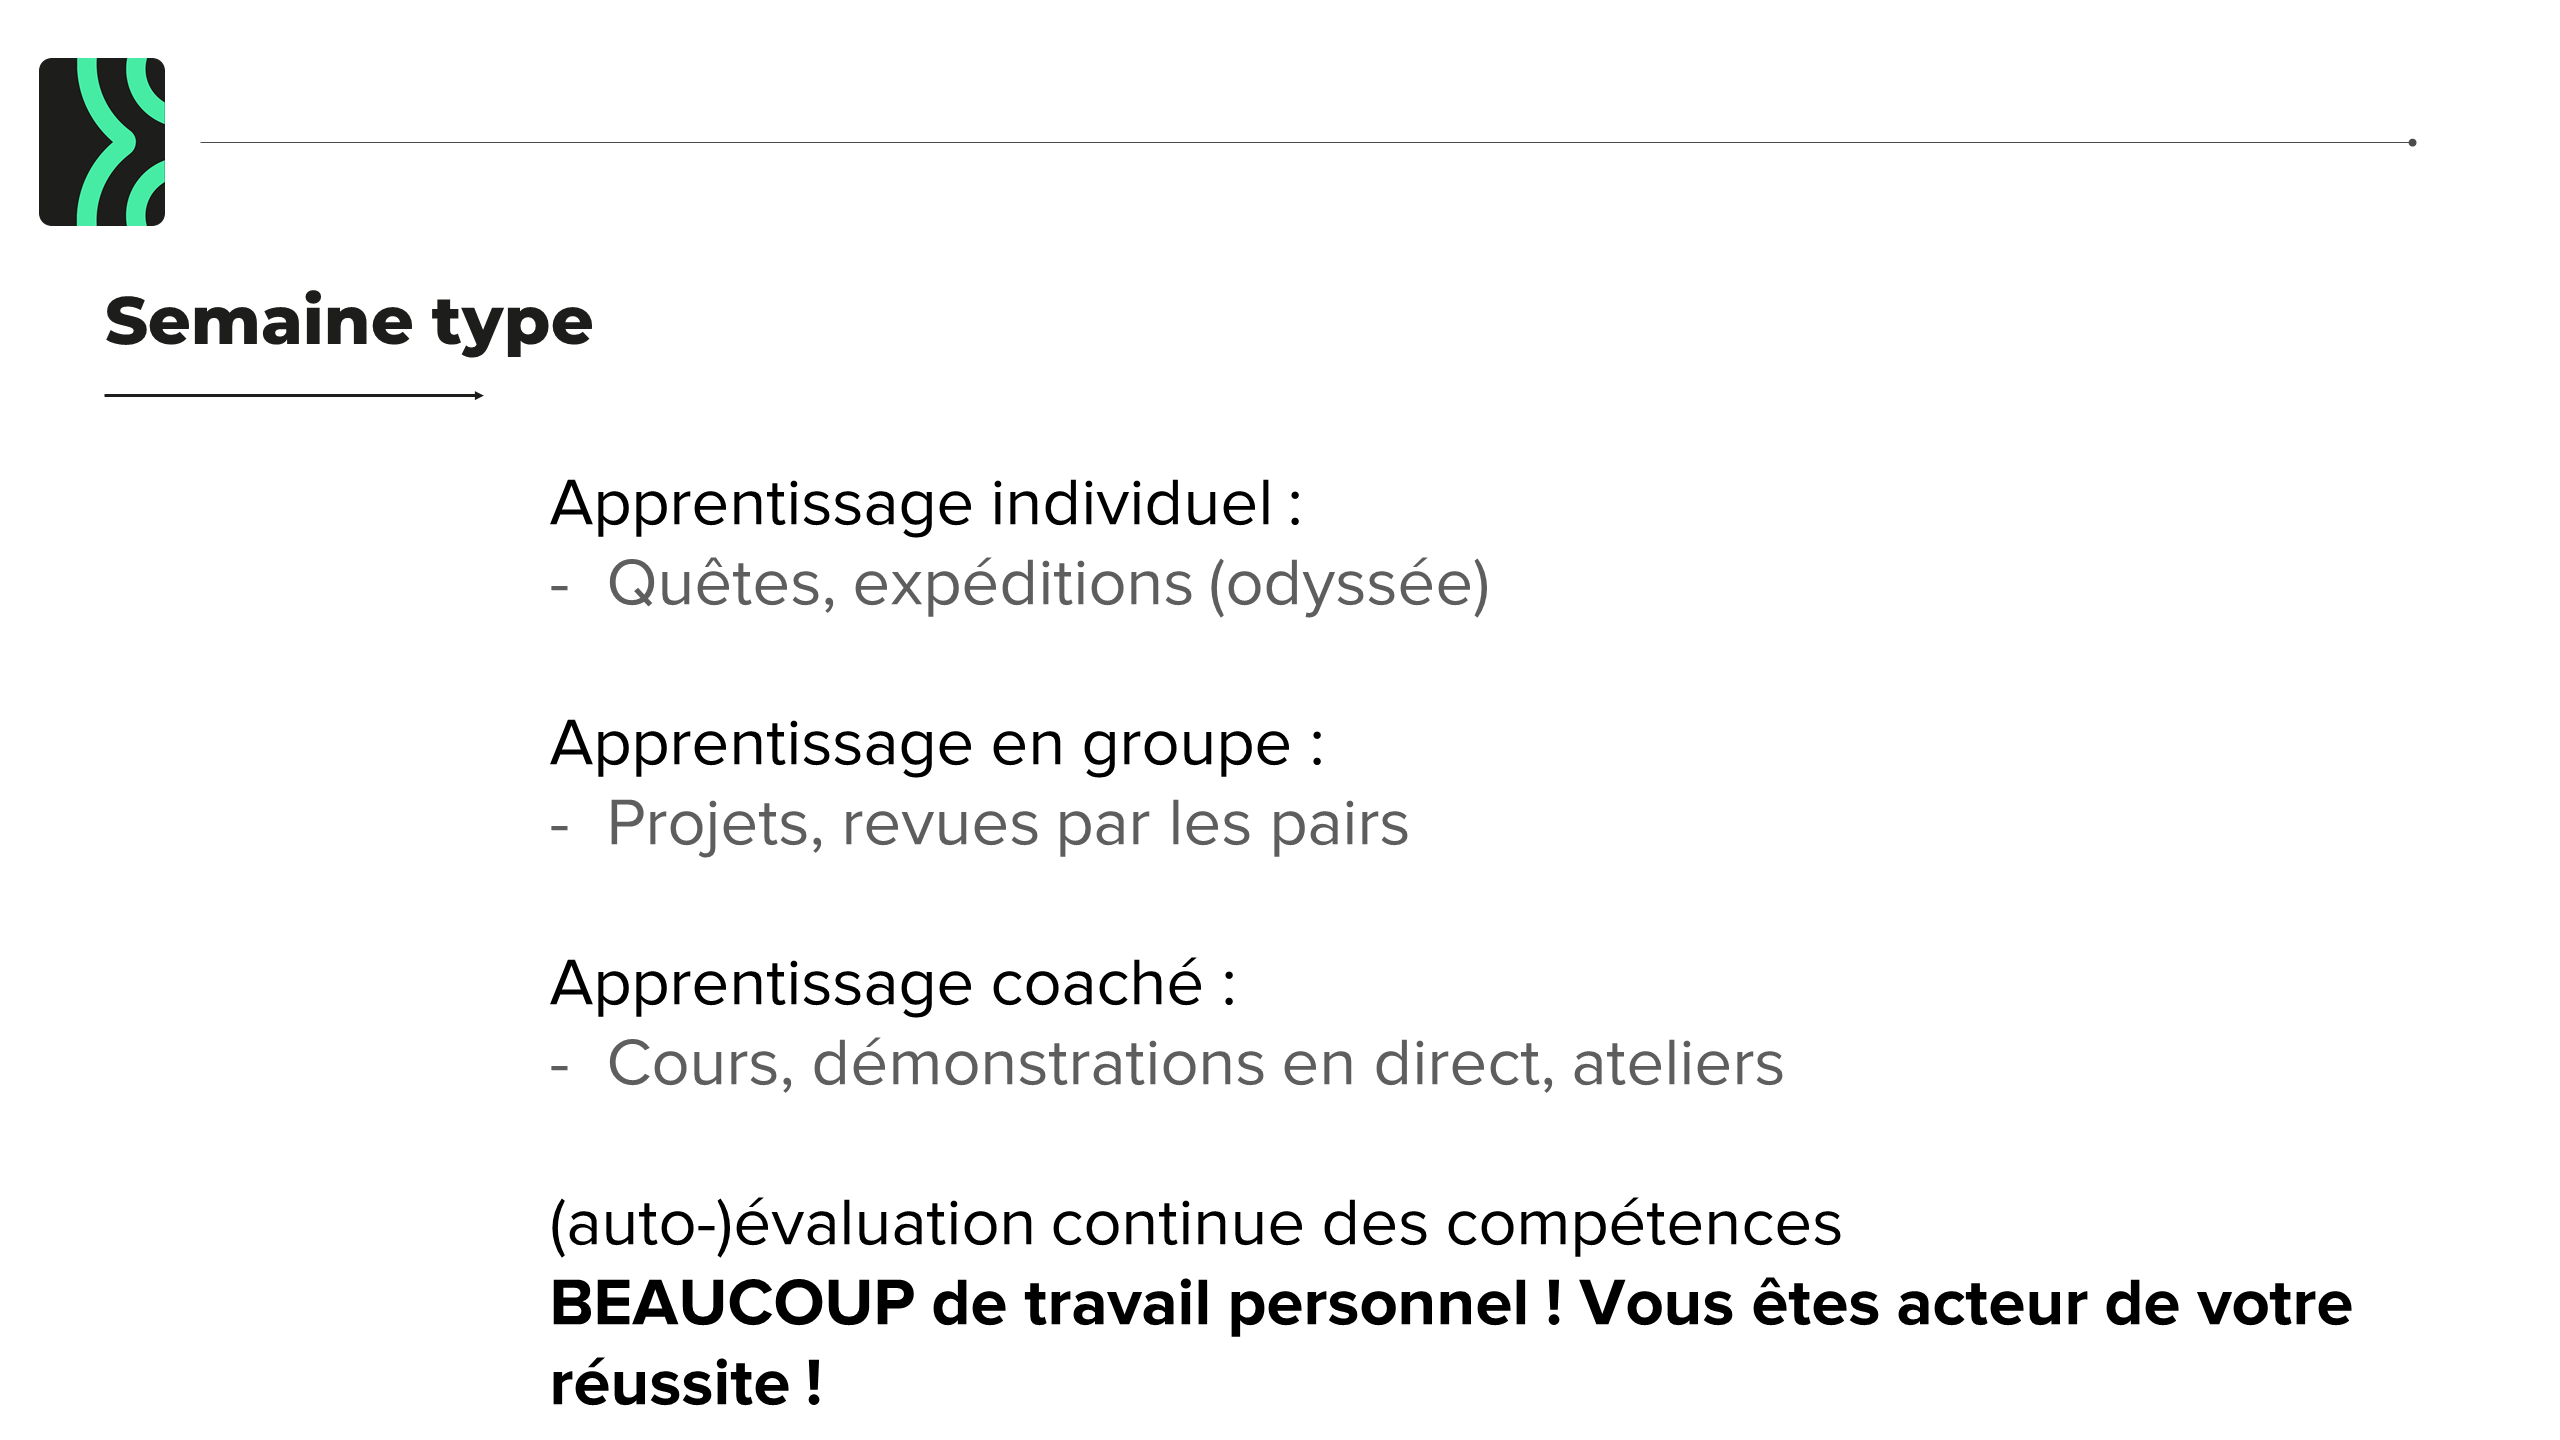 Semaine type
Apprentissage individuel :
- Quêtes, expéditions (odyssée)
Apprentissage en groupe :
- Projets, revues par les pairs
Apprentissage coaché :
- Cours, démonstrations en direct, ateliers
(auto-)évaluation continue des compétences
BEAUCOUP de travail personnel ! Vous êtes acteur de votre
réussite !